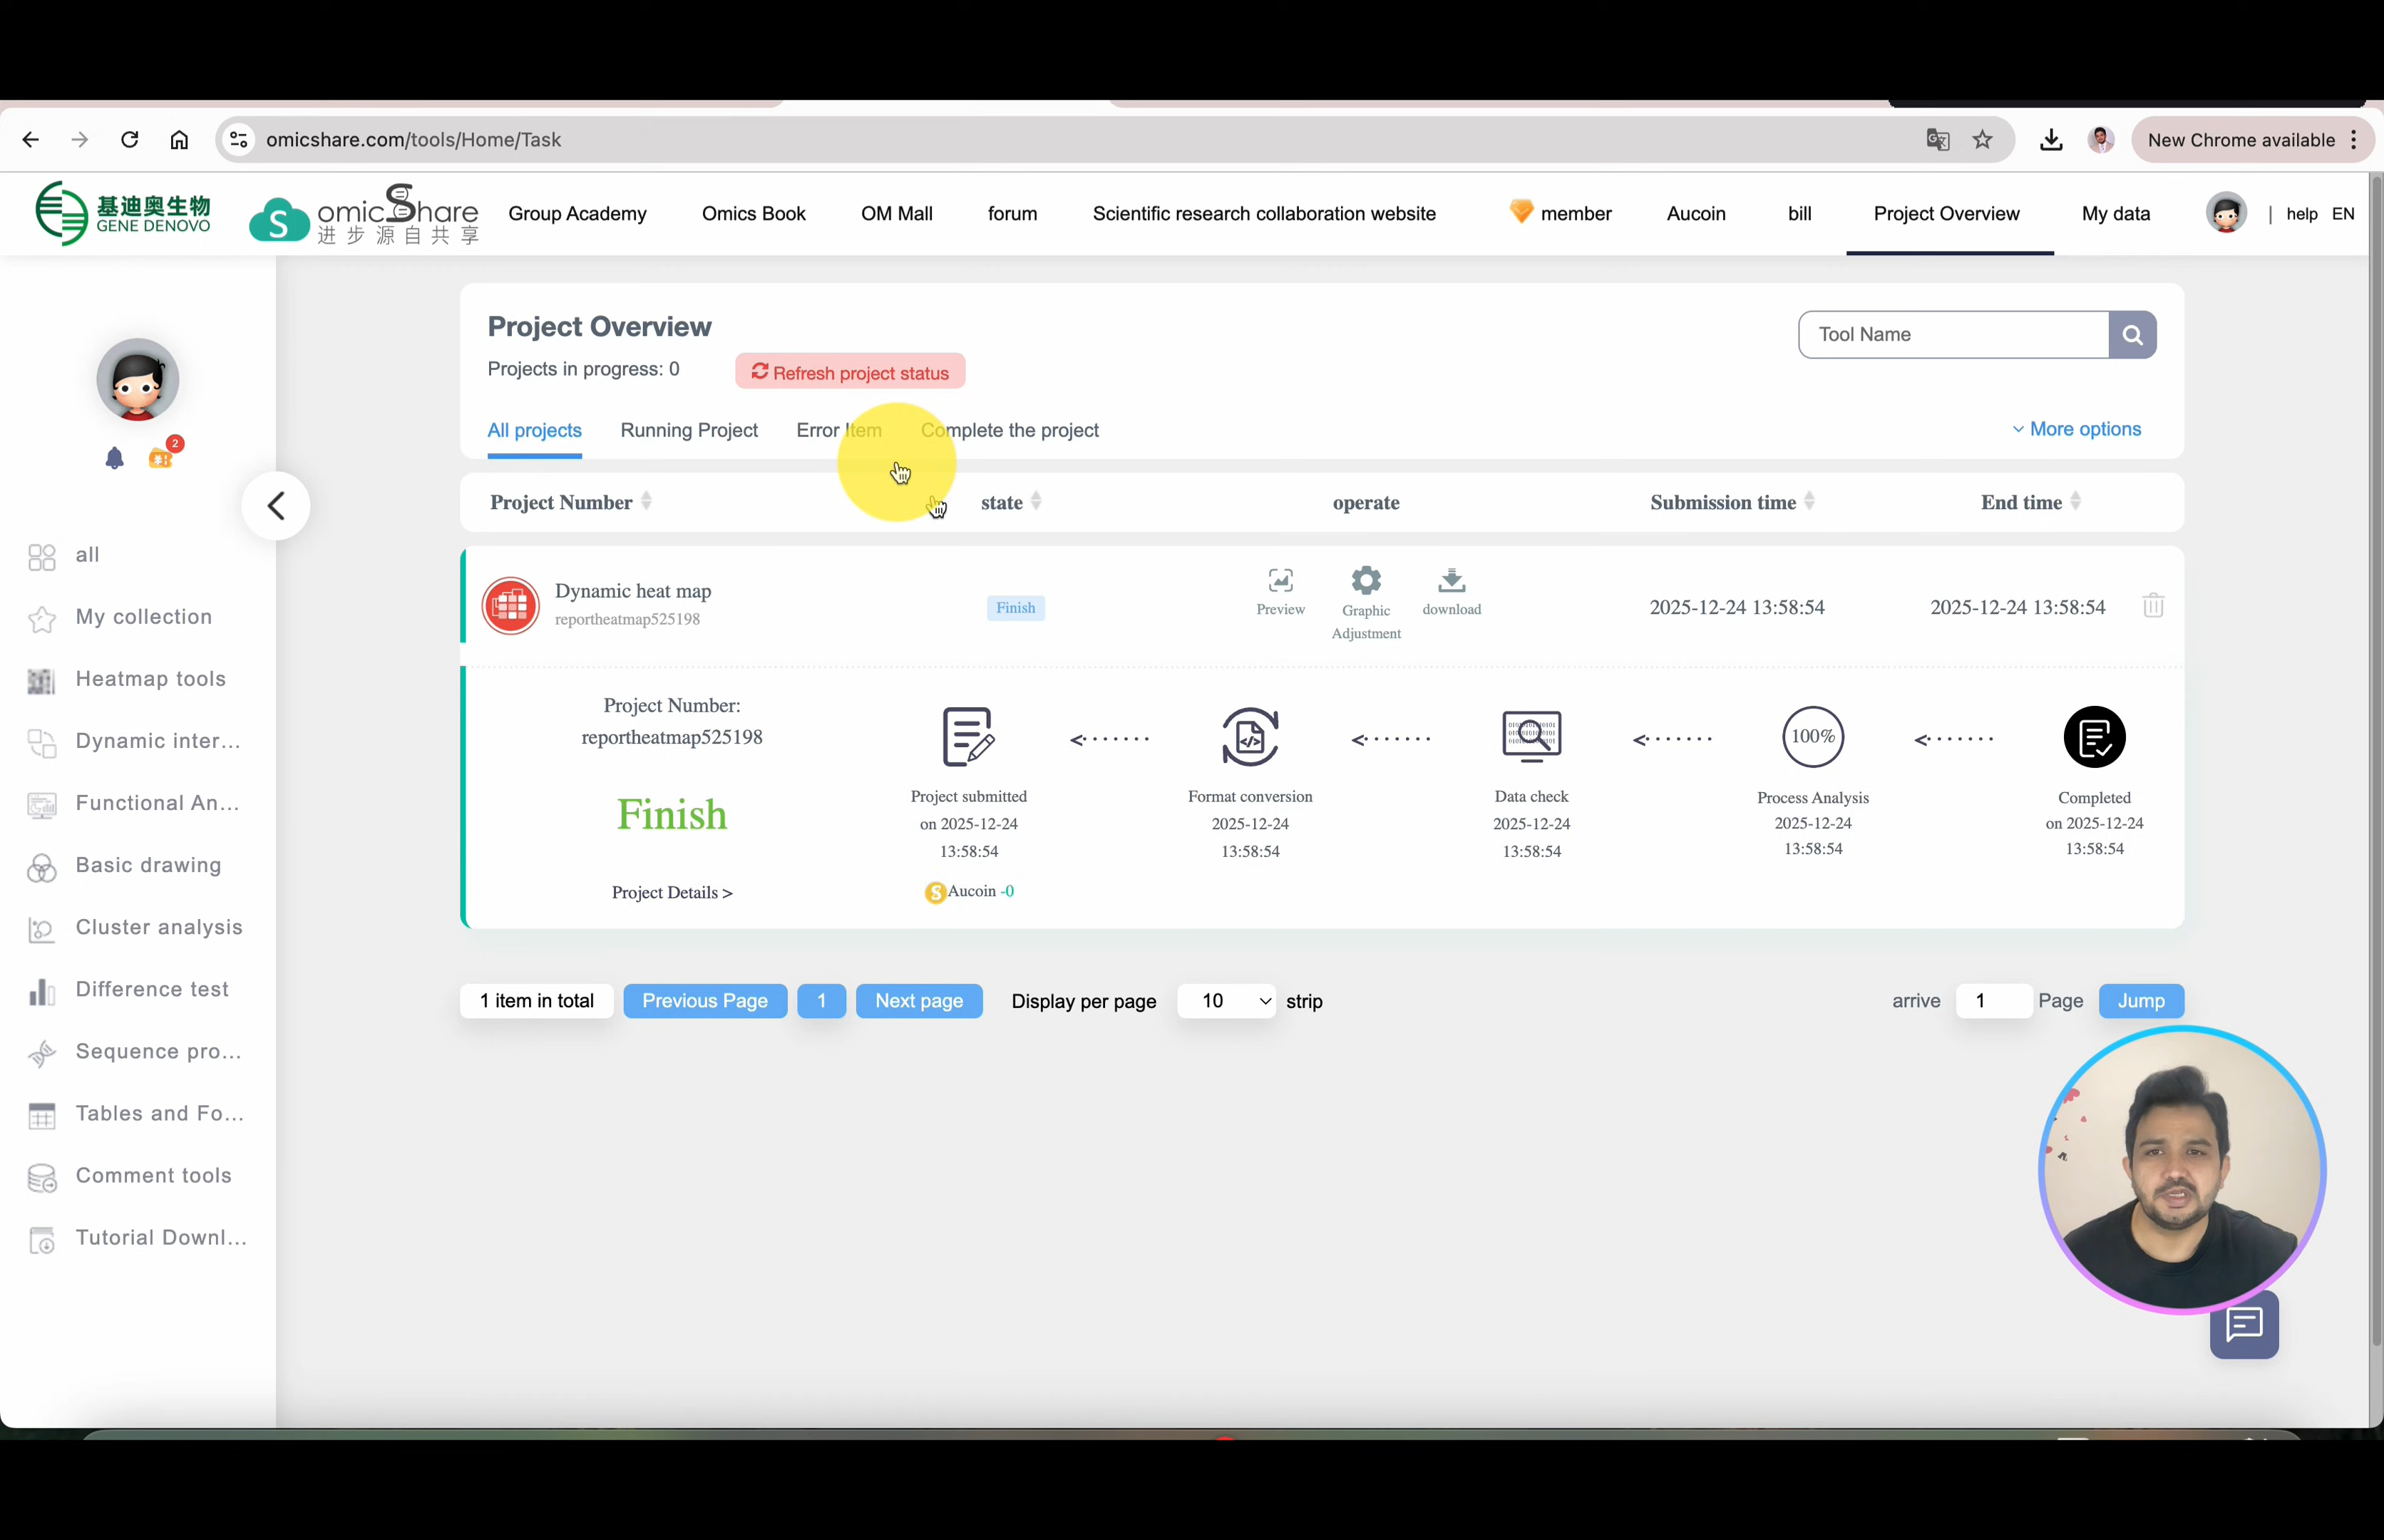 omicshare.com/tools/Home/Task
New Chrome available
基迪奥生物
GENE DENOVO
S
omicShare
进步源自共享
Group Academy
Omics Book
OM Mall
forum
Scientific research collaboration website
member
Aucoin
bill
Project Overview
My data
| help EN
2
all
My collection
Heatmap tools
Dynamic inter...
Functional An...
Basic drawing
Cluster analysis
Difference test
Sequence pro...
Tables and Fo...
Comment tools
Tutorial Downl...
Project Overview
Tool Name
Projects in progress: 0
Refresh project status
All projects
Running Project
Error Item
Complete the project
More options
Project Number
state
operate
Submission time
End time
Dynamic heat map
reportheatmap525198
Finish
Preview
Graphic
Adjustment
download
2025-12-24 13:58:54
2025-12-24 13:58:54
Project Number:
reportheatmap525198
Finish
Project Details >
Project submitted
on 2025-12-24
13:58:54
Aucoin -0
Format conversion
2025-12-24
13:58:54
Data check
2025-12-24
13:58:54
100%
Process Analysis
2025-12-24
13:58:54
Completed
on 2025-12-24
13:58:54
1 item in total
Previous Page
1
Next page
Display per page
10
strip
arrive
1
Page
Jump